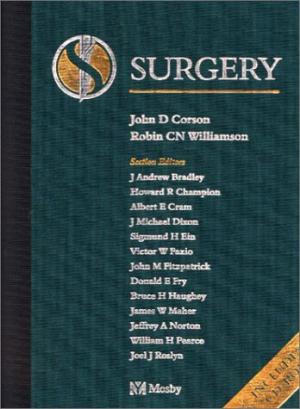 SURGERY
John D Corson
Robin CN Williamson
Section Editors
J Andrew Bradley
Howard R Champion
Albert E Cram
J Michael Dixon
Sigmund H Ein
Victor W Fazio
John M Fitzpatrick
Donald E Fry
Bruce H Haughey
James W Maher
Jeffrey A Norton
William H Pearce
Joel J Roslyn
Mosby